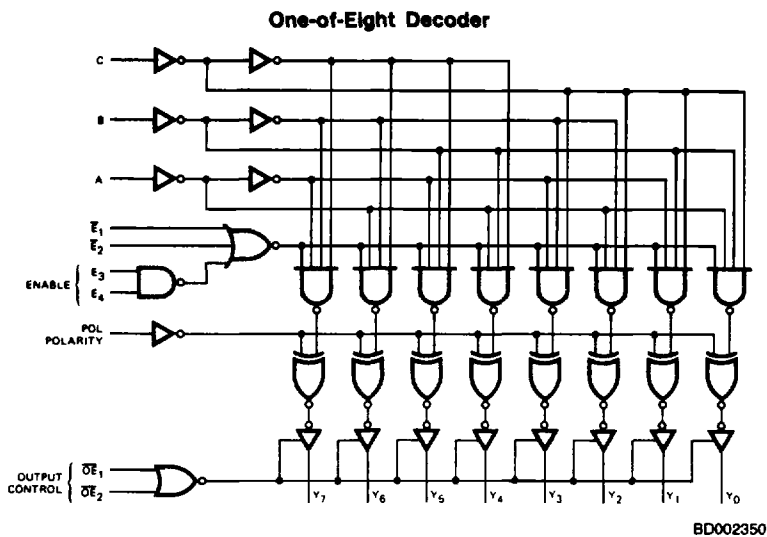 One-of-Eight Decoder
C
B
A
E̅₁
E̅₂
ENABLE
E₃
E₄
POL
POLARITY
OUTPUT
CONTROL
O̅E̅₁
O̅E̅₂
Y₇ Y₆ Y₅ Y₄ Y₃ Y₂ Y₁ Y₀
BD002350